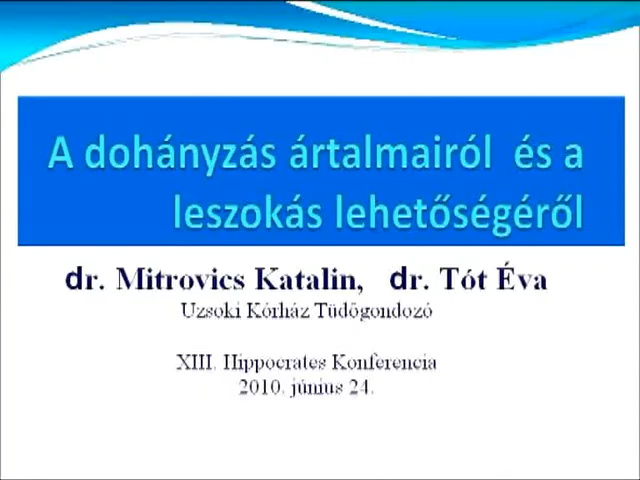 A dohányzás ártalmairól és a
leszokás lehetőségéről
dr. Mitrovics Katalin, dr. Tót Éva
Uzsoki Kórház Tüdőgondozó
XIII. Hippocrates Konferencia
2010. június 24.